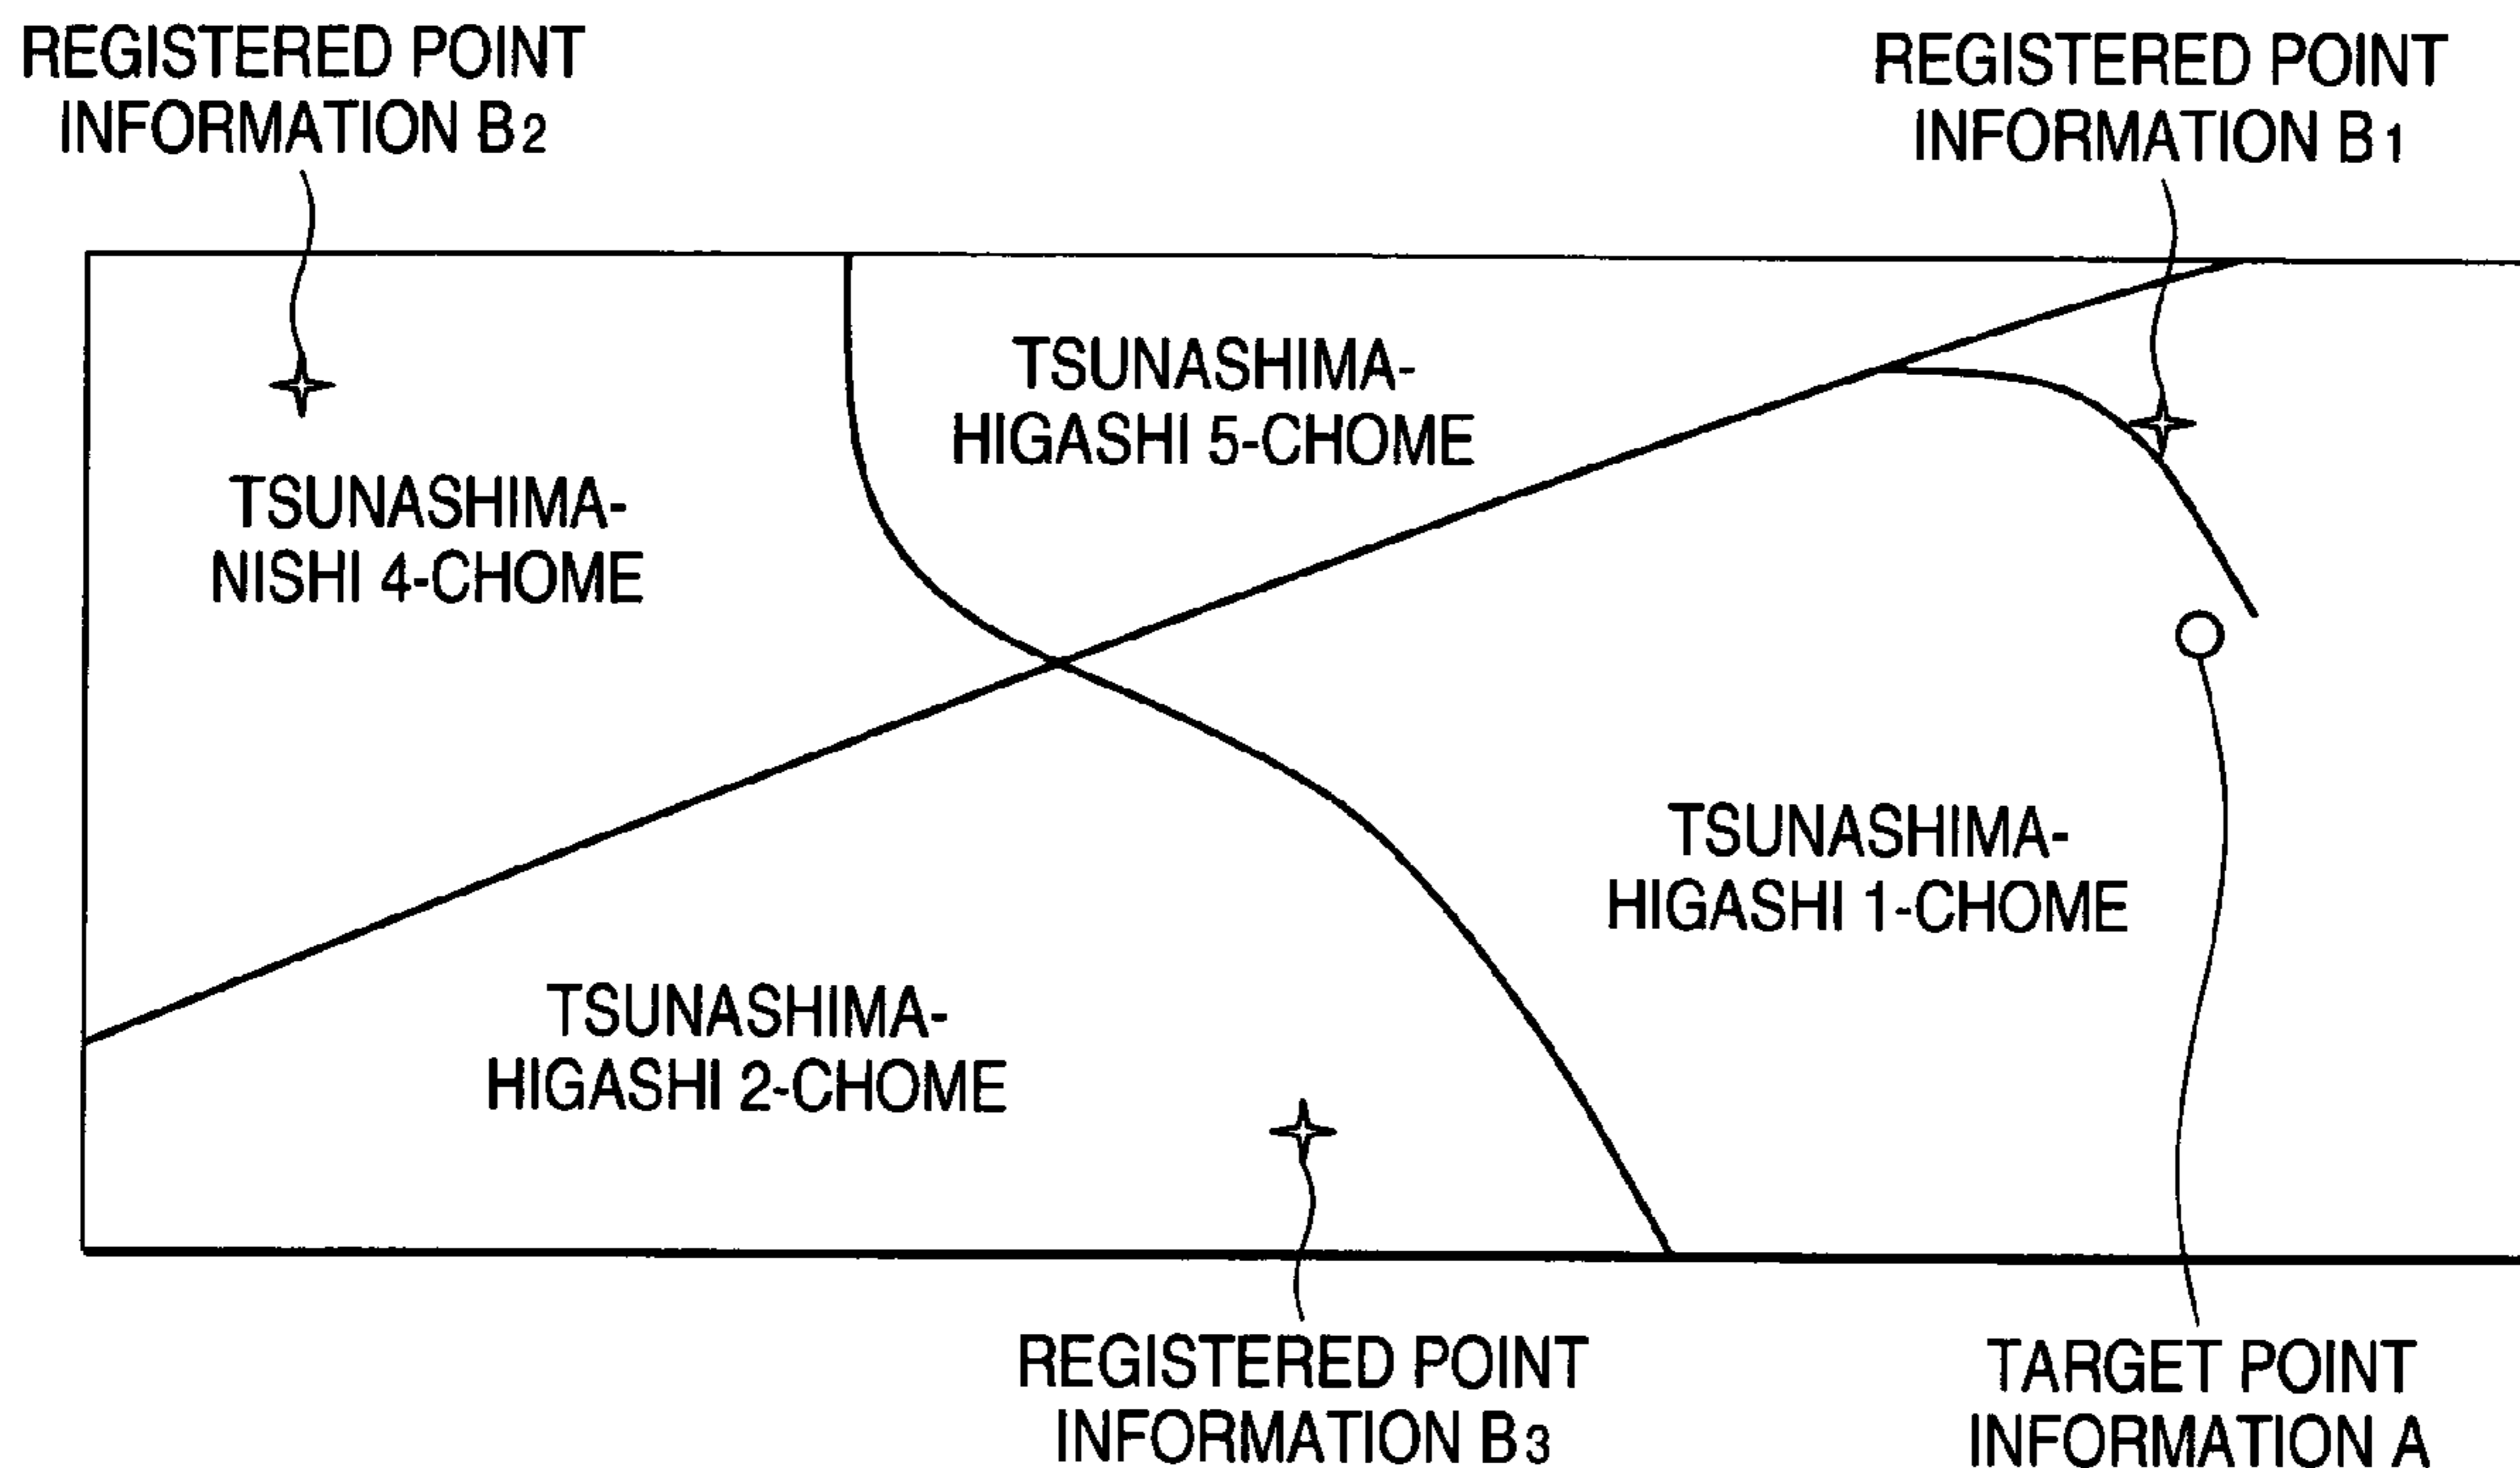 REGISTERED POINT
INFORMATION B2
REGISTERED POINT
INFORMATION B1
TSUNASHIMA-
HIGASHI 5-CHOME
TSUNASHIMA-
NISHI 4-CHOME
TSUNASHIMA-
HIGASHI 1-CHOME
TSUNASHIMA-
HIGASHI 2-CHOME
REGISTERED POINT
INFORMATION B3
TARGET POINT
INFORMATION A